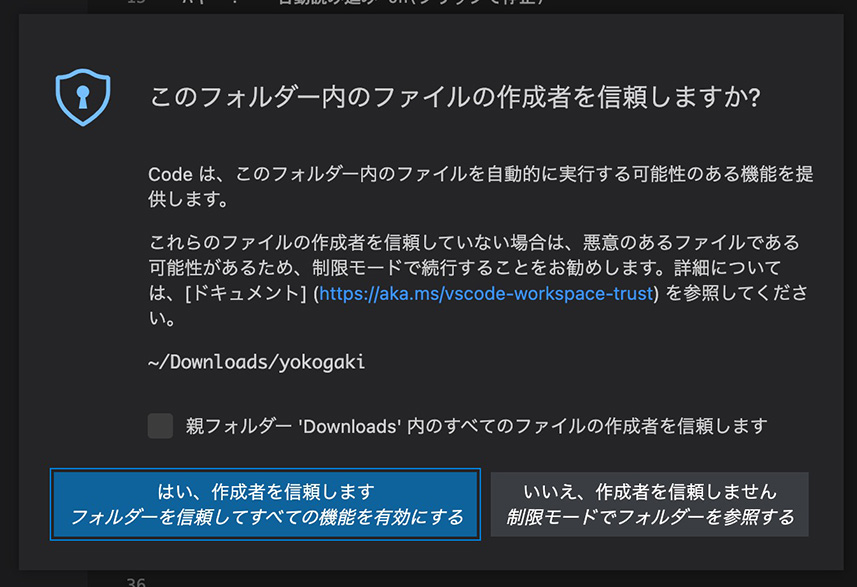 このフォルダー内のファイルの作成者を信頼しますか?
Code は、このフォルダー内のファイルを自動的に実行する可能性のある機能を提
供します。
これらのファイルの作成者を信頼していない場合は、悪意のあるファイルである
可能性があるため、制限モードで続行することをお勧めします。詳細について
は、[ドキュメント] (https://aka.ms/vscode-workspace-trust) を参照してくださ
い。
~/Downloads/yokogaki
親フォルダー 'Downloads' 内のすべてのファイルの作成者を信頼します
はい、作成者を信頼します
フォルダーを信頼してすべての機能を有効にする
いいえ、作成者を信頼しません
制限モードでフォルダーを参照する
36